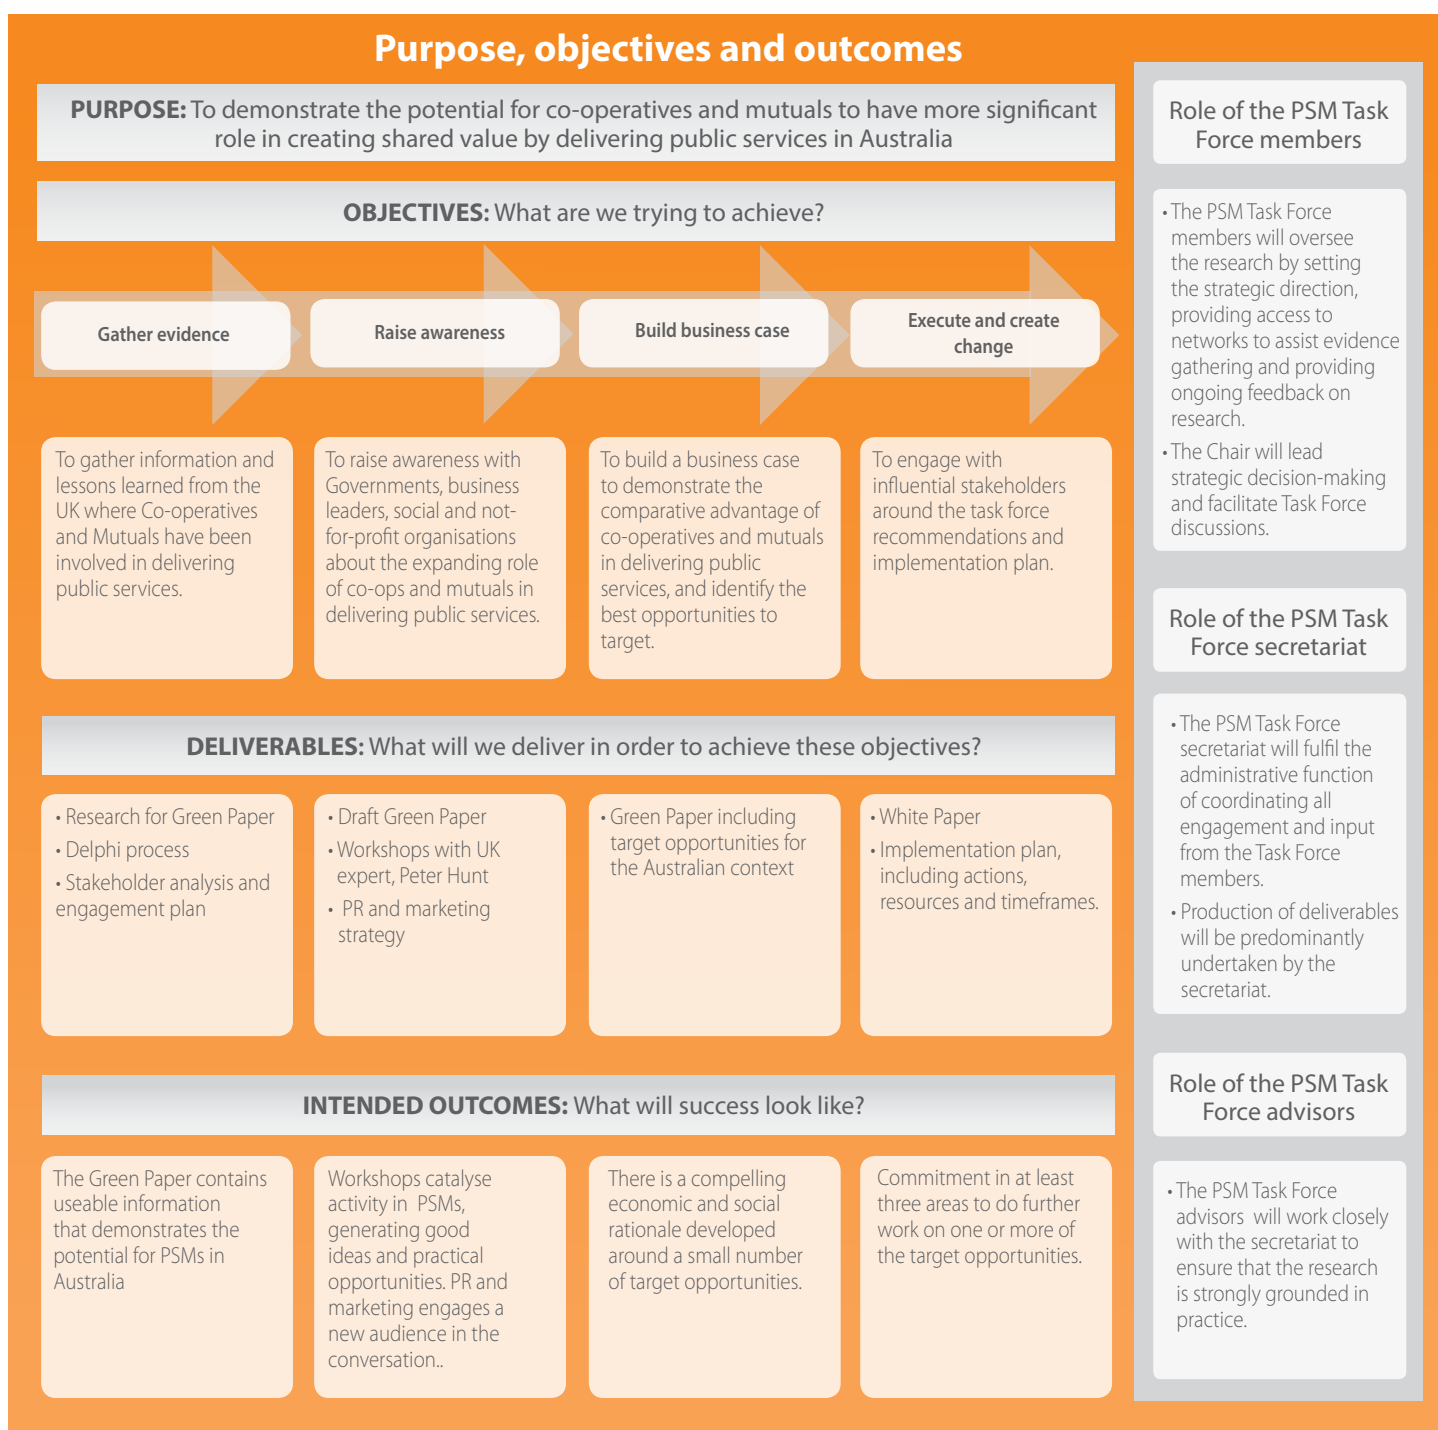 Purpose, objectives and outcomes
PURPOSE: To demonstrate the potential for co-operatives and mutuals to have more significant
role in creating shared value by delivering public services in Australia
OBJECTIVES: What are we trying to achieve?
Gather evidence
Raise awareness
Build business case
Execute and create
change
To gather information and
lessons learned from the
UK where Co-operatives
and Mutuals have been
involved in delivering
public services.
To raise awareness with
Governments, business
leaders, social and not-
for-profit organisations
about the expanding role
of co-ops and mutuals in
delivering public services.
To build a business case
to demonstrate the
comparative advantage of
co-operatives and mutuals
in delivering public
services, and identify the
best opportunities to
target.
To engage with
influential stakeholders
around the task force
recommendations and
implementation plan.
DELIVERABLES: What will we deliver in order to achieve these objectives?
• Research for Green Paper
• Delphi process
• Stakeholder analysis and
engagement plan
• Draft Green Paper
• Workshops with UK
expert, Peter Hunt
• PR and marketing
strategy
• Green Paper including
target opportunities for
the Australian context
• White Paper
• Implementation plan,
including actions,
resources and timeframes.
INTENDED OUTCOMES: What will success look like?
The Green Paper contains
useable information
that demonstrates the
potential for PSMs in
Australia
Workshops catalyse
activity in PSMs,
generating good
ideas and practical
opportunities. PR and
marketing engages a
new audience in the
conversation..
There is a compelling
economic and social
rationale developed
around a small number
of target opportunities.
Commitment in at least
three areas to do further
work on one or more of
the target opportunities.
Role of the PSM Task
Force members
• The PSM Task Force
members will oversee
the research by setting
the strategic direction,
providing access to
networks to assist evidence
gathering and providing
ongoing feedback on
research.
• The Chair will lead
strategic decision-making
and facilitate Task Force
discussions.
Role of the PSM Task
Force secretariat
• The PSM Task Force
secretariat will fulfil the
administrative function
of coordinating all
engagement and input
from the Task Force
members.
• Production of deliverables
will be predominantly
undertaken by the
secretariat.
Role of the PSM Task
Force advisors
• The PSM Task Force
advisors will work closely
with the secretariat to
ensure that the research
is strongly grounded in
practice.